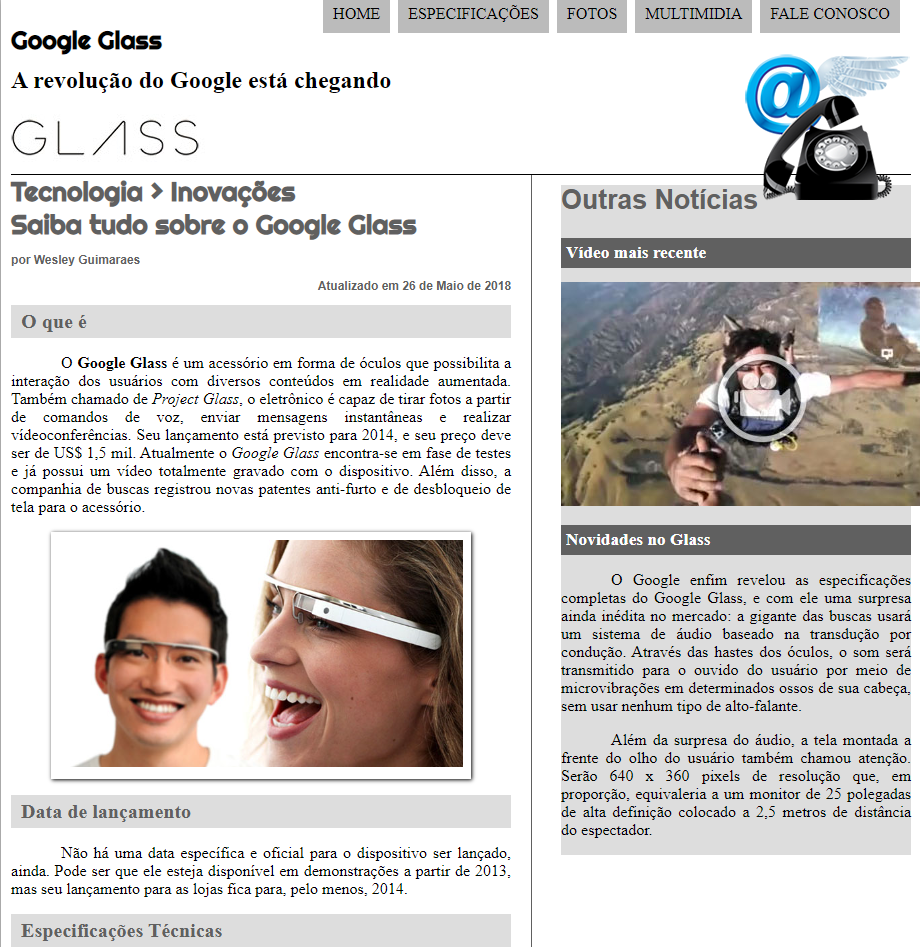 HOME ESPECIFICAÇÕES FOTOS MULTIMIDIA FALE CONOSCO
Google Glass
A revolução do Google está chegando
GLASS
@
Tecnologia > Inovações
Saiba tudo sobre o Google Glass
por Wesley Guimaraes
Atualizado em 26 de Maio de 2018
O que é
O Google Glass é um acessório em forma de óculos que possibilita a
interação dos usuários com diversos conteúdos em realidade aumentada.
Também chamado de Project Glass, o eletrônico é capaz de tirar fotos a partir
de comandos de voz, enviar mensagens instantâneas e realizar
vídeoconferências. Seu lançamento está previsto para 2014, e seu preço deve
ser de US$ 1,5 mil. Atualmente o Google Glass encontra-se em fase de testes
e já possui um vídeo totalmente gravado com o dispositivo. Além disso, a
companhia de buscas registrou novas patentes anti-furto e de desbloqueio de
tela para o acessório.
Data de lançamento
Não há uma data específica e oficial para o dispositivo ser lançado,
ainda. Pode ser que ele esteja disponível em demonstrações a partir de 2013,
mas seu lançamento para as lojas fica para, pelo menos, 2014.
Especificações Técnicas
Outras Notícias
Vídeo mais recente
Novidades no Glass
O Google enfim revelou as especificações
completas do Google Glass, e com ele uma surpresa
ainda inédita no mercado: a gigante das buscas usará
um sistema de áudio baseado na transdução por
condução. Através das hastes dos óculos, o som será
transmitido para o ouvido do usuário por meio de
microvibrações em determinados ossos de sua cabeça,
sem usar nenhum tipo de alto-falante.
Além da surpresa do áudio, a tela montada a
frente do olho do usuário também chamou atenção.
Serão 640 x 360 pixels de resolução que, em
proporção, equivaleria a um monitor de 25 polegadas
de alta definição colocado a 2,5 metros de distância
do espectador.